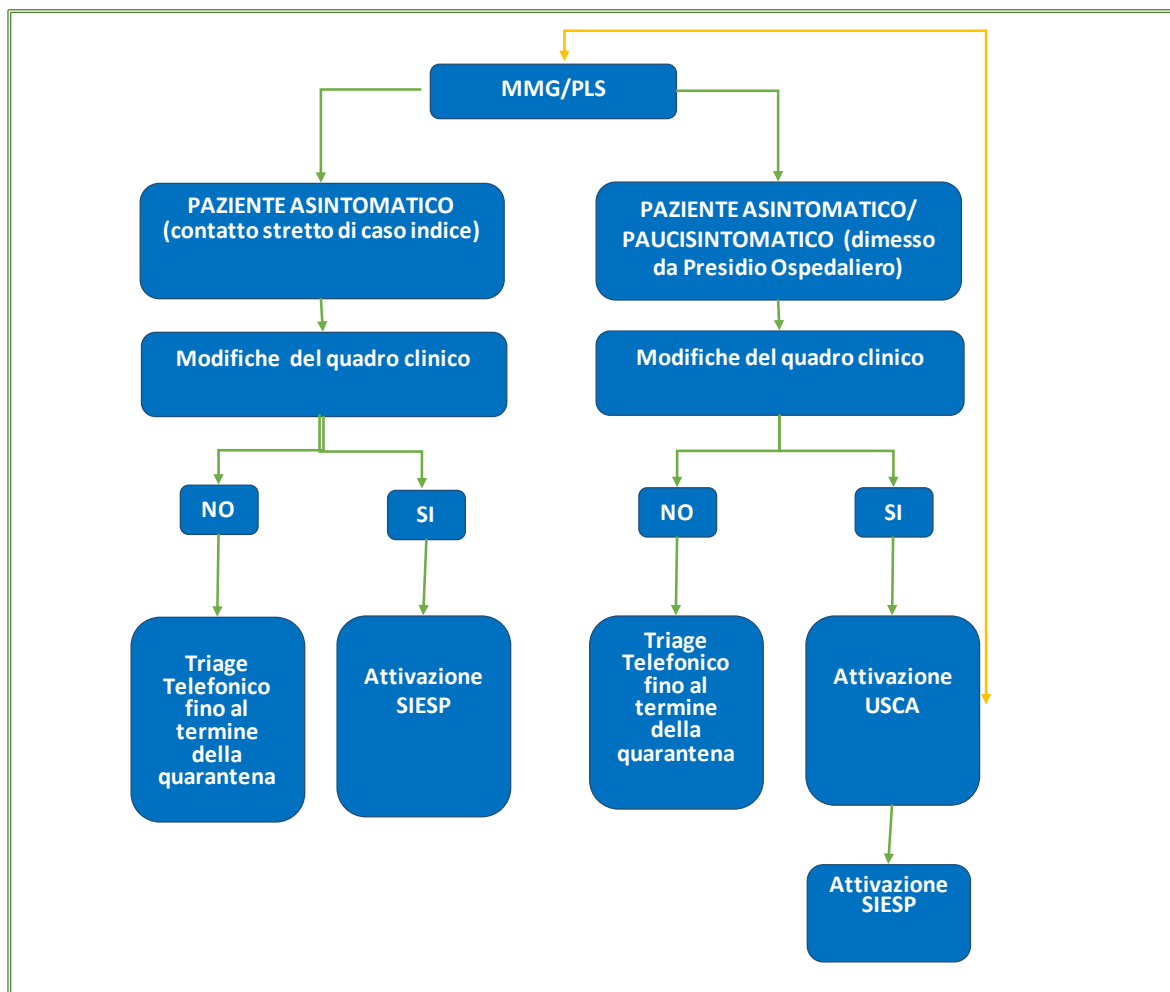 MMG/PLS
PAZIENTE ASINTOMATICO
(contatto stretto di caso indice)
PAZIENTE ASINTOMATICO/
PAUCISINTOMATICO (dimesso
da Presidio Ospedaliero)
Modifiche del quadro clinico
Modifiche del quadro clinico
NO
SI
NO
SI
Triage
Telefonico
fino al
termine
della
quarantena
Attivazione
SIESP
Triage
Telefonico
fino al
termine
della
quarantena
Attivazione
USCA
Attivazione
SIESP